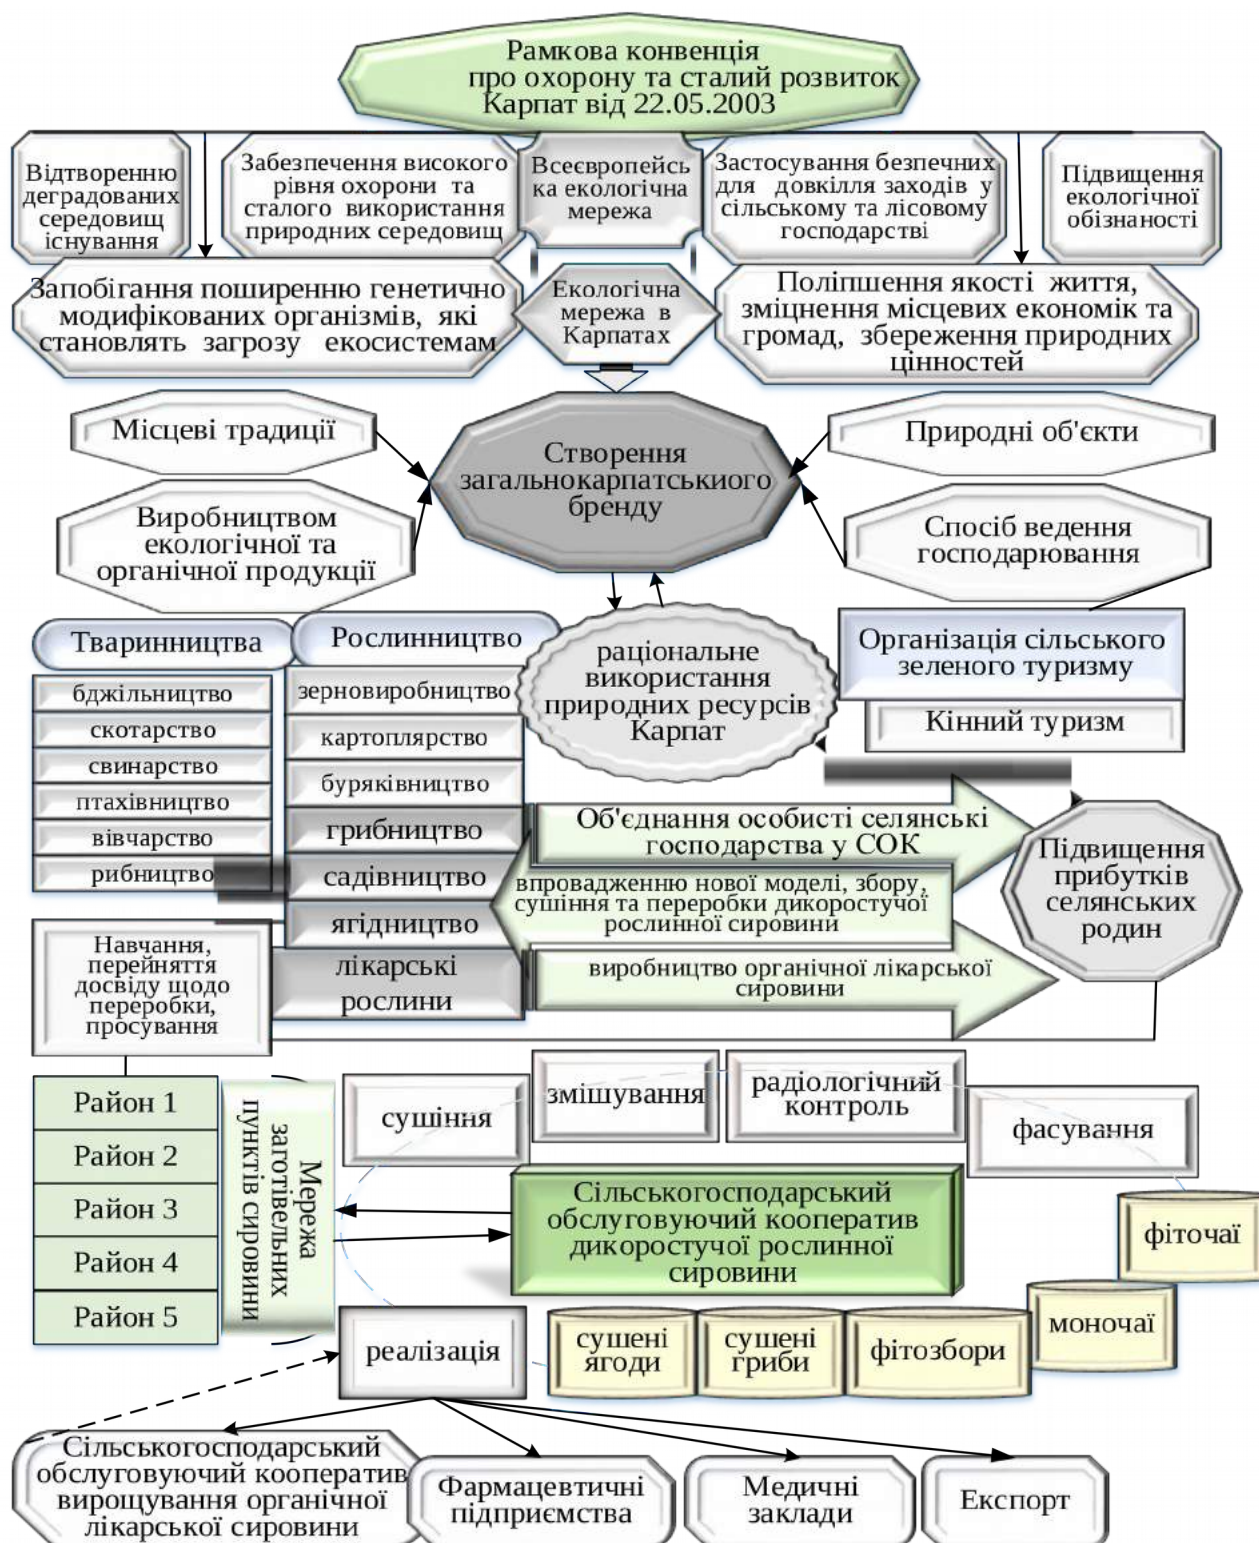 Рамкова конвенція
про охорону та сталий розвиток
Карпат від 22.05.2003
Відтворенню
деградованих
середовищ
існування
Забезпечення високого
рівня охорони та
сталого використання
природних середовищ
Всеєвропейсь
ка екологічна
мережа
Застосування безпечних
для довкілля заходів у
сільському та лісовому
господарстві
Підвищення
екологічної
обізнаності
Запобігання поширенню генетично
модифікованих організмів, які
становлять загрозу екосистемам
Екологічна
мережа в
Карпатах
Поліпшення якості життя,
зміцнення місцевих економік та
громад, збереження природних
цінностей
Місцеві традиції
Створення
загальнокарпатськиого
бренду
Природні об'єкти
Виробництвом
екологічної та
органічної продукції
Спосіб ведення
господарювання
Тваринництва
Рослинництво
раціональне
використання
природних ресурсів
Карпат
Організація сільського
зеленого туризму
Кінний туризм
бджільництво
скотарство
свинарство
птахівництво
вівчарство
рибництво
зерновиробництво
картоплярство
буряківництво
грибництво
садівництво
ягідництво
лікарські
рослини
Об'єднання особисті селянські
господарства у СОК
впровадженню нової моделі, збору,
сушіння та переробки дикоростучої
рослинної сировини
виробництво органічної лікарської
сировини
Підвищення
прибутків
селянських
родин
Навчання,
перейняття
досвіду щодо
переробки,
просування
Район 1
Район 2
Район 3
Район 4
Район 5
Мережа
заготівельних
пунктів сировини
сушіння
змішування
радіологічний
контроль
фасування
Сільськогосподарський
обслуговуючий кооператив
дикоростучої рослинної
сировини
фіточаї
моночаї
фітозбори
сушені
гриби
сушені
ягоди
реалізація
Сільськогосподарський
обслуговуючий кооператив
вирощування органічної
лікарської сировини
Фармацевтичні
підприємства
Медичні
заклади
Експорт